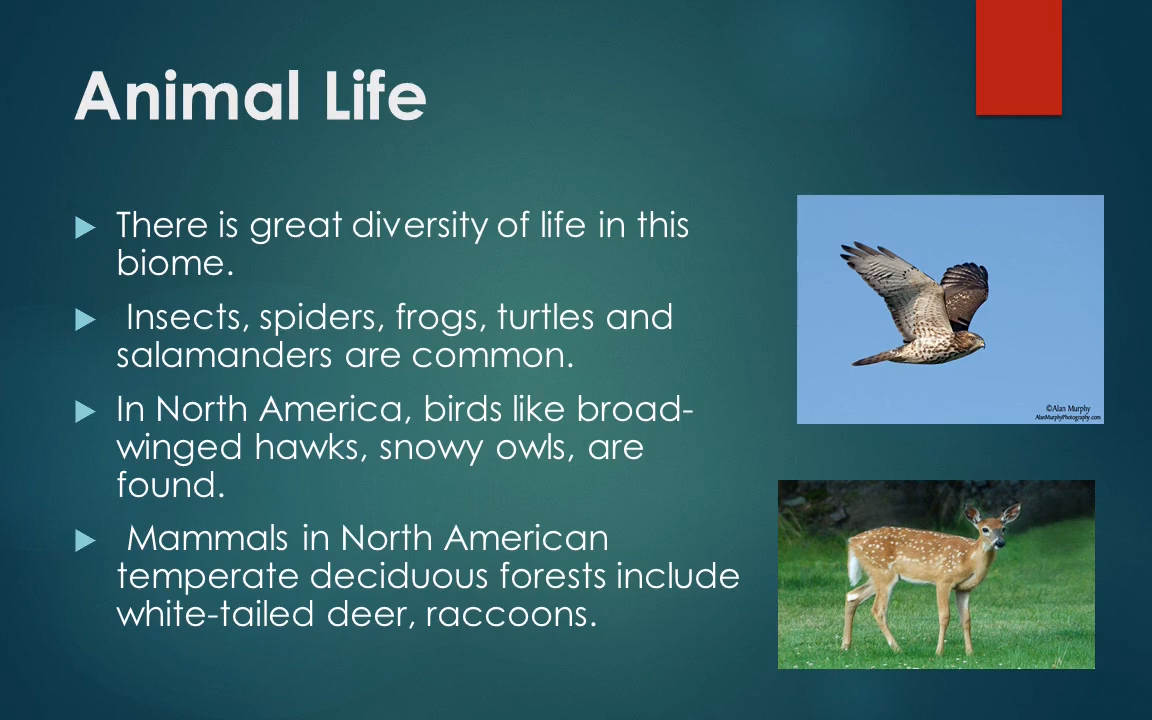 Animal Life
There is great diversity of life in this
biome.
Insects, spiders, frogs, turtles and
salamanders are common.
In North America, birds like broad-
winged hawks, snowy owls, are
found.
Mammals in North American
temperate deciduous forests include
white-tailed deer, raccoons.
©Alan Murphy
AlanMurphyPhotography.com